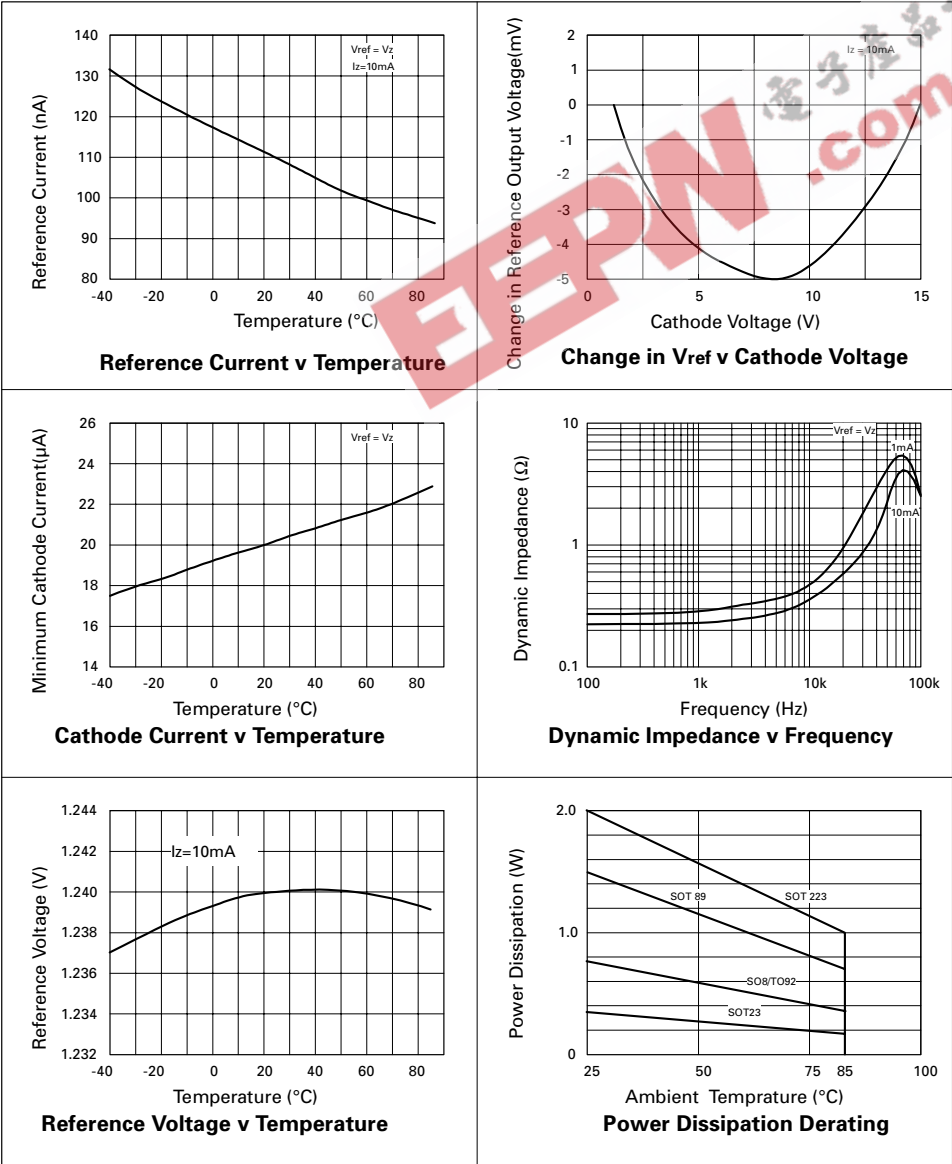 140
130
120
110
100
90
80
-40 -20 0 20 40 60 80
Reference Current (nA)
Temperature (°C)
Vref = Vz
Iz=10mA
Reference Current v Temperature
2
1
0
-1
-2
-3
-4
-5
0 5 10 15
Change in Reference Output Voltage(mV)
Cathode Voltage (V)
Iz = 10mA
Change in Vref v Cathode Voltage
電子產品
EEPW
.com
26
24
22
20
18
16
14
-40 -20 0 20 40 60 80
Minimum Cathode Current(µA)
Temperature (°C)
Vref = Vz
Cathode Current v Temperature
10
1
0.1
100 1k 10k 100k
Dynamic Impedance (Ω)
Frequency (Hz)
Vref = Vz
1mA
10mA
Dynamic Impedance v Frequency
1.244
1.242
1.240
1.238
1.236
1.234
1.232
-40 -20 0 20 40 60 80
Reference Voltage (V)
Temperature (°C)
Iz=10mA
Reference Voltage v Temperature
2.0
1.0
0
25 50 75 85 100
Power Dissipation (W)
Ambient Temprature (°C)
SOT 89
SOT 223
SO8/TO92
SOT23
Power Dissipation Derating